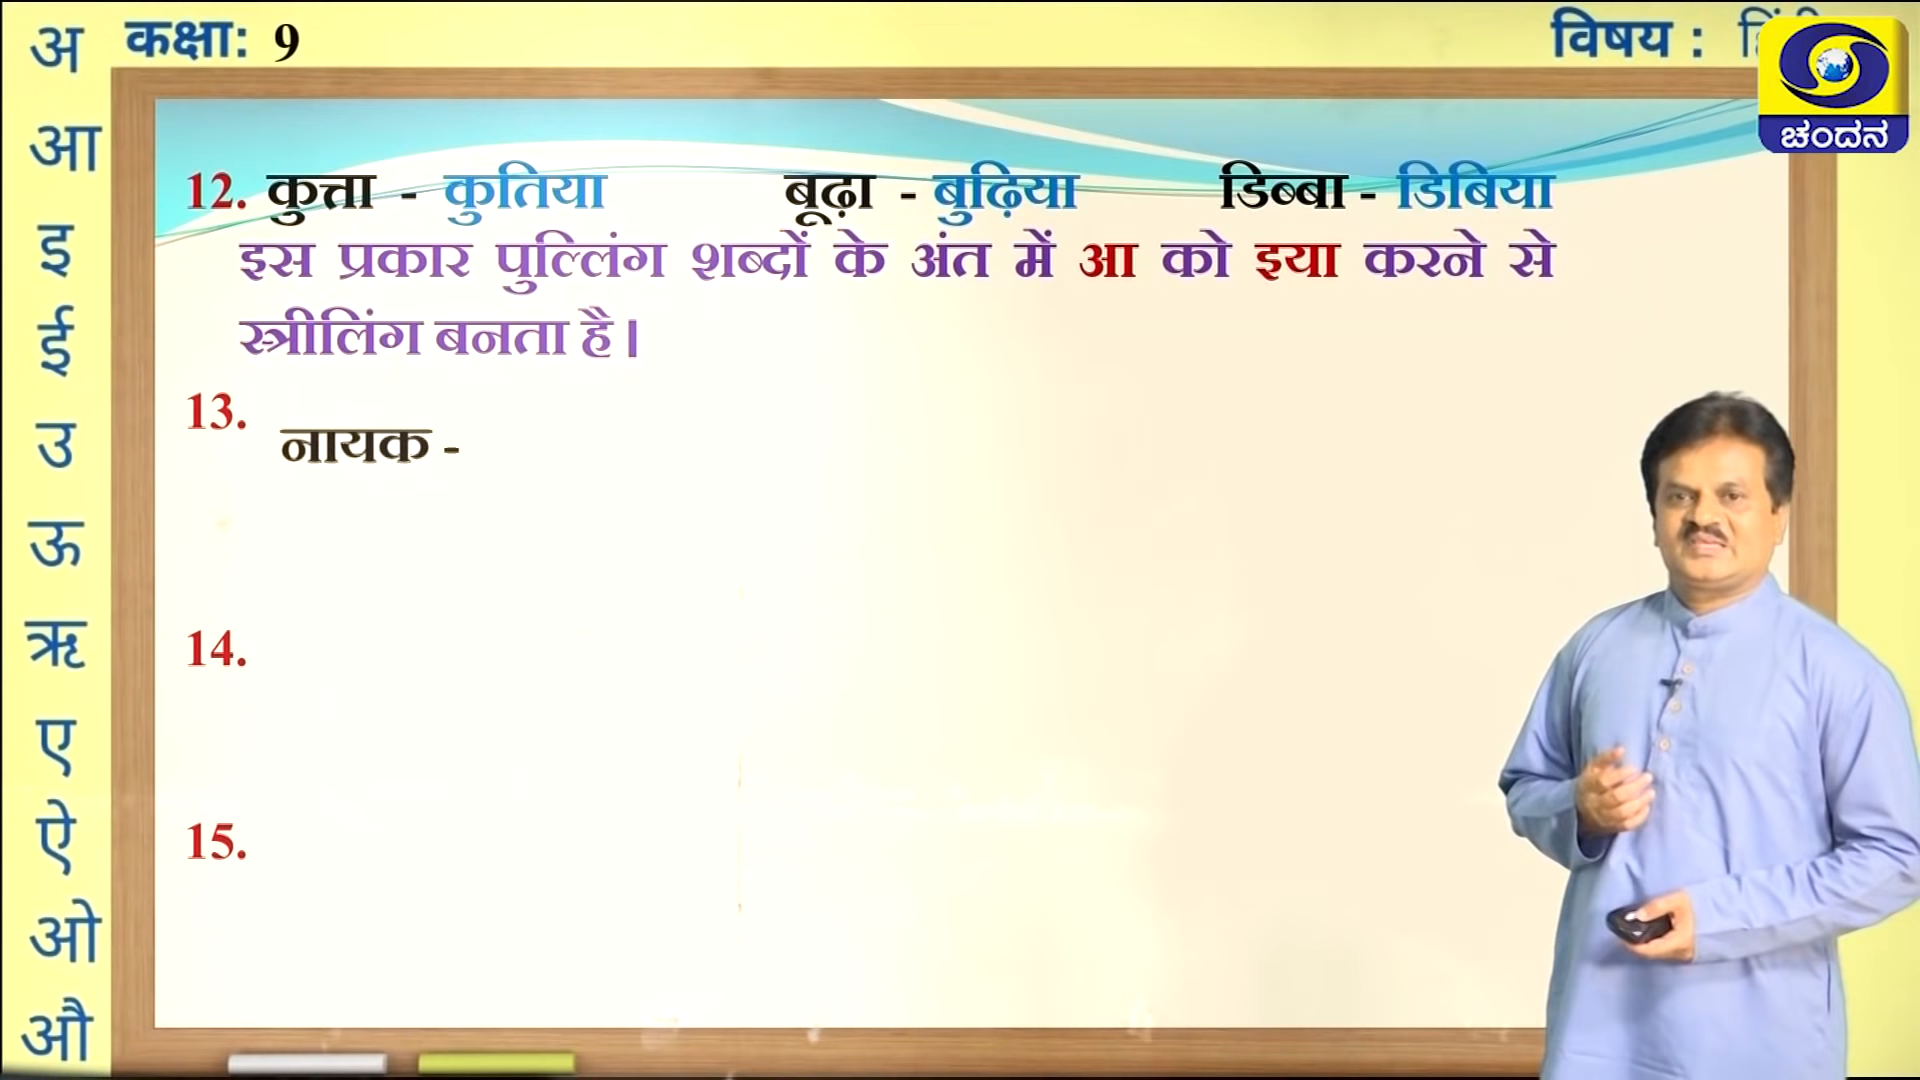 कक्षा: 9
विषय :
ಚಂದನ
अ
आ
इ
ई
उ
ऊ
ऋ
ए
ऐ
ओ
औ
12. कुत्ता - कुतिया बूढ़ा - बुढ़िया डिब्बा - डिबिया
इस प्रकार पुल्लिंग शब्दों के अंत में आ को इया करने से
स्त्रीलिंग बनता है।
13.
नायक -
14.
15.